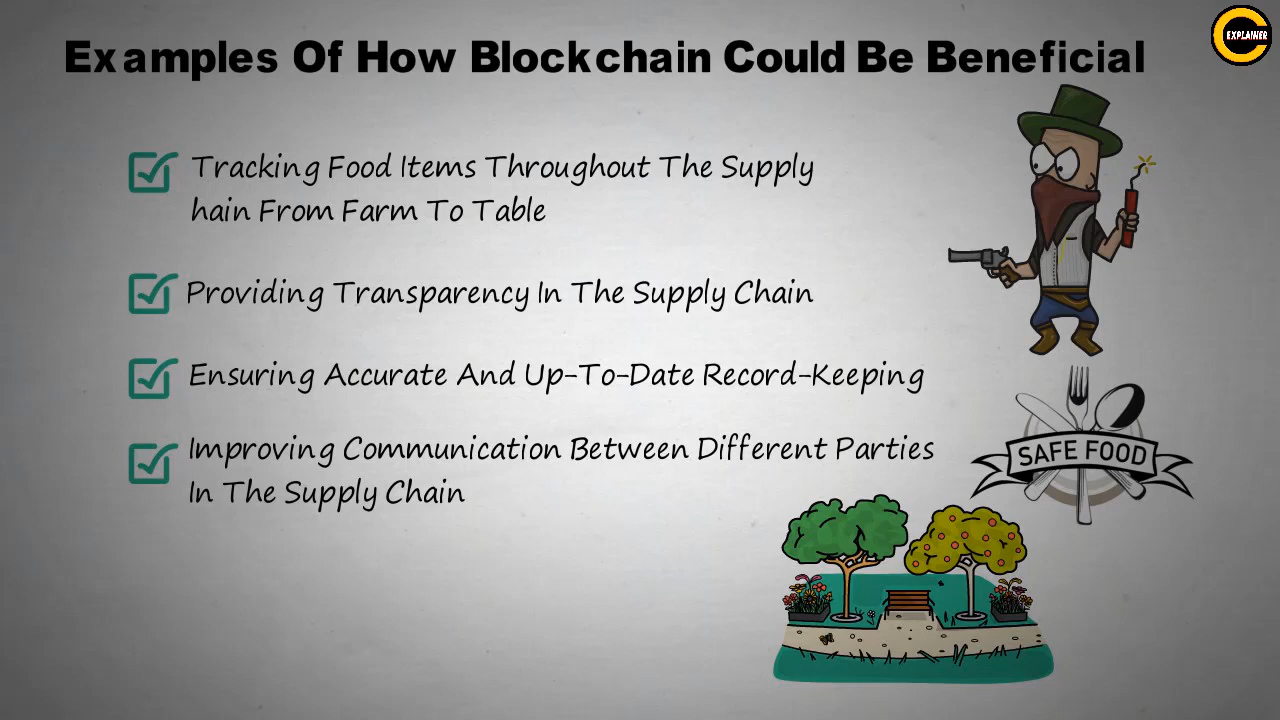 Examples Of How Blockchain Could Be Beneficial
EXPLAINER
Tracking Food Items Throughout The Supply
hain From Farm To Table
Providing Transparency In The Supply Chain
Ensuring Accurate And Up-To-Date Record-Keeping
Improving Communication Between Different Parties
In The Supply Chain
SAFE FOOD